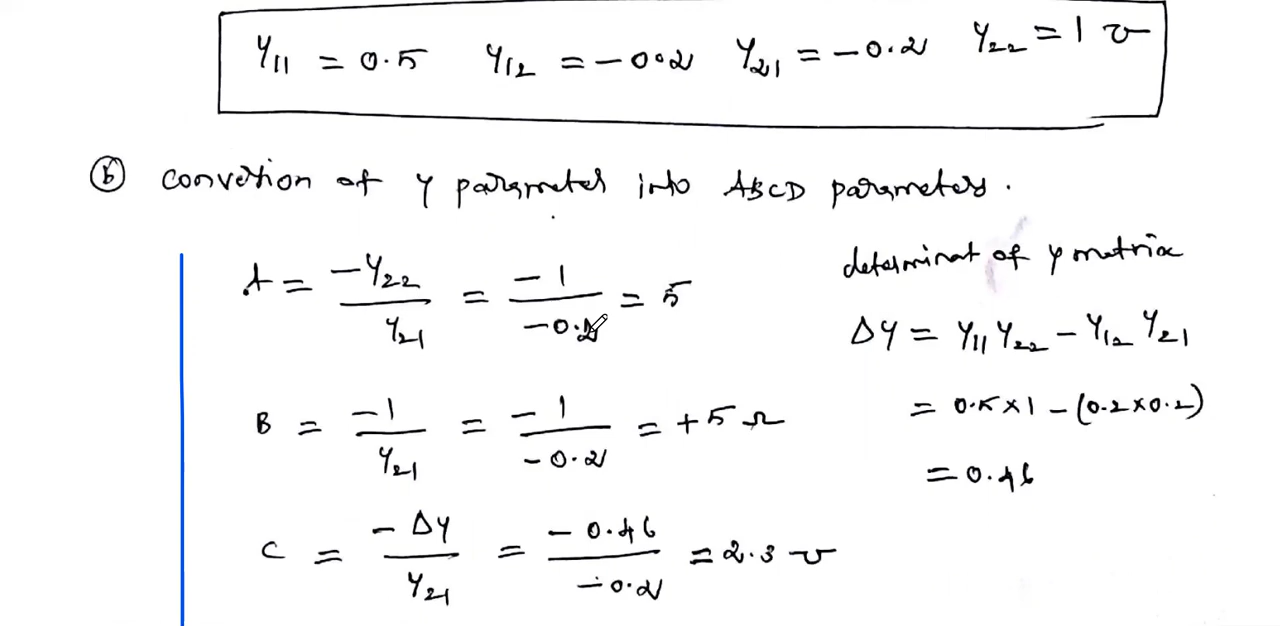 Y11 = 0.5 Y12 = -0.2 Y21 = -0.2 Y22 = 1 ℧
ⓑ convetion of Y parameter into ABCD parameters.
A = -Y22/Y21 = -1/-0.2 = 5
B = -1/Y21 = -1/-0.2 = +5 Ω
C = -ΔY/Y21 = -0.46/-0.2 = 2.3 ℧
determinat of Y matrix
ΔY = Y11 Y22 - Y12 Y21
= 0.5×1 - (0.2×0.2)
= 0.46